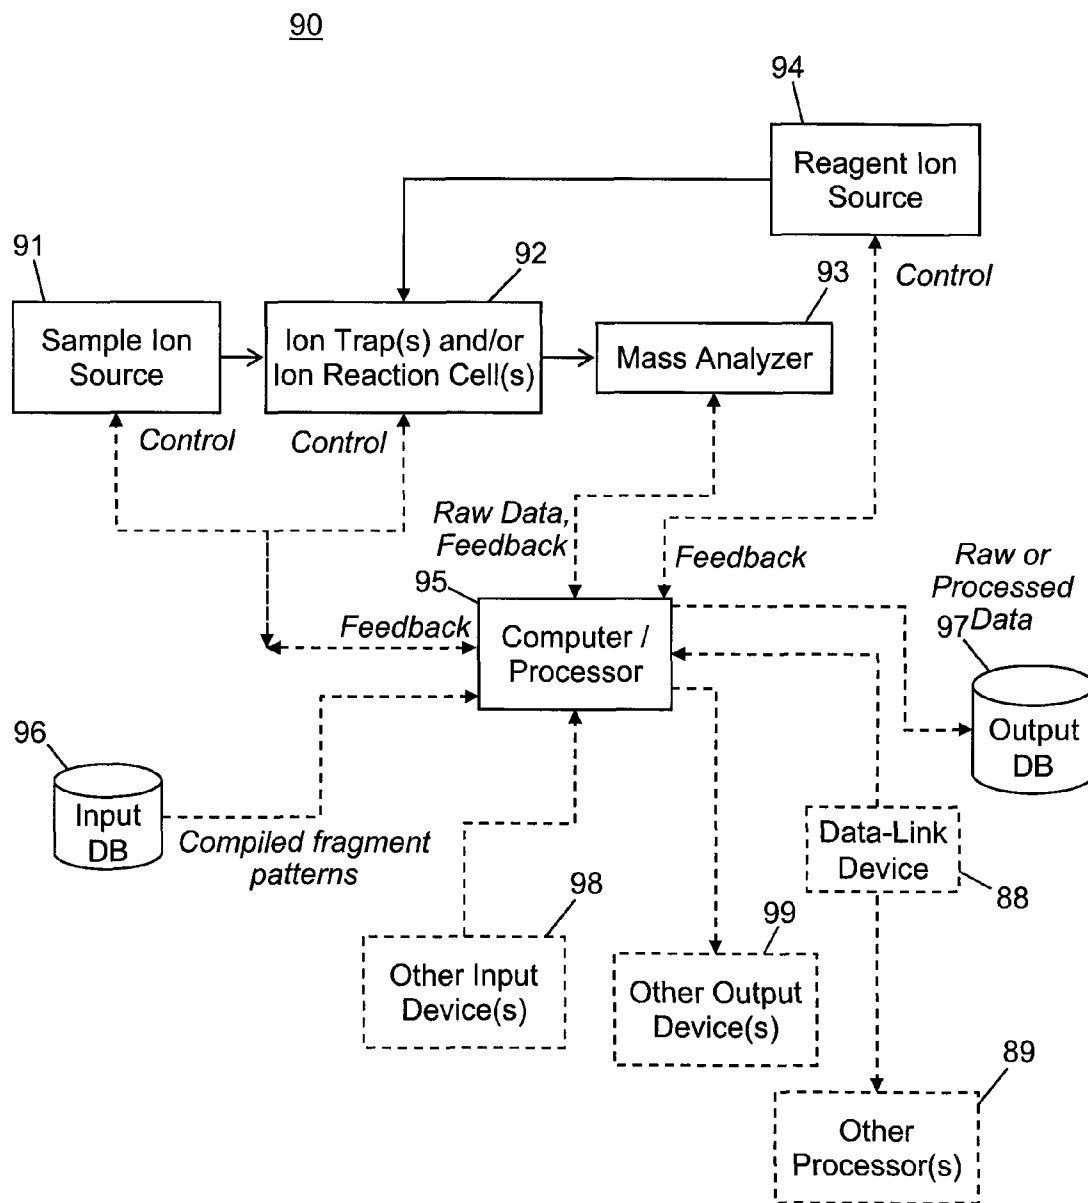 90
94
Reagent Ion
Source
91
92
93
Control
Sample Ion
Source
Ion Trap(s) and/or
Ion Reaction Cell(s)
Mass Analyzer
Control
Control
Raw Data,
Feedback
Feedback
Raw or
Processed
Data
95
97
Feedback
Computer /
Processor
Output
DB
96
Input
DB
Compiled fragment
patterns
Data-Link
Device
88
98
99
Other Input
Device(s)
Other Output
Device(s)
89
Other
Processor(s)